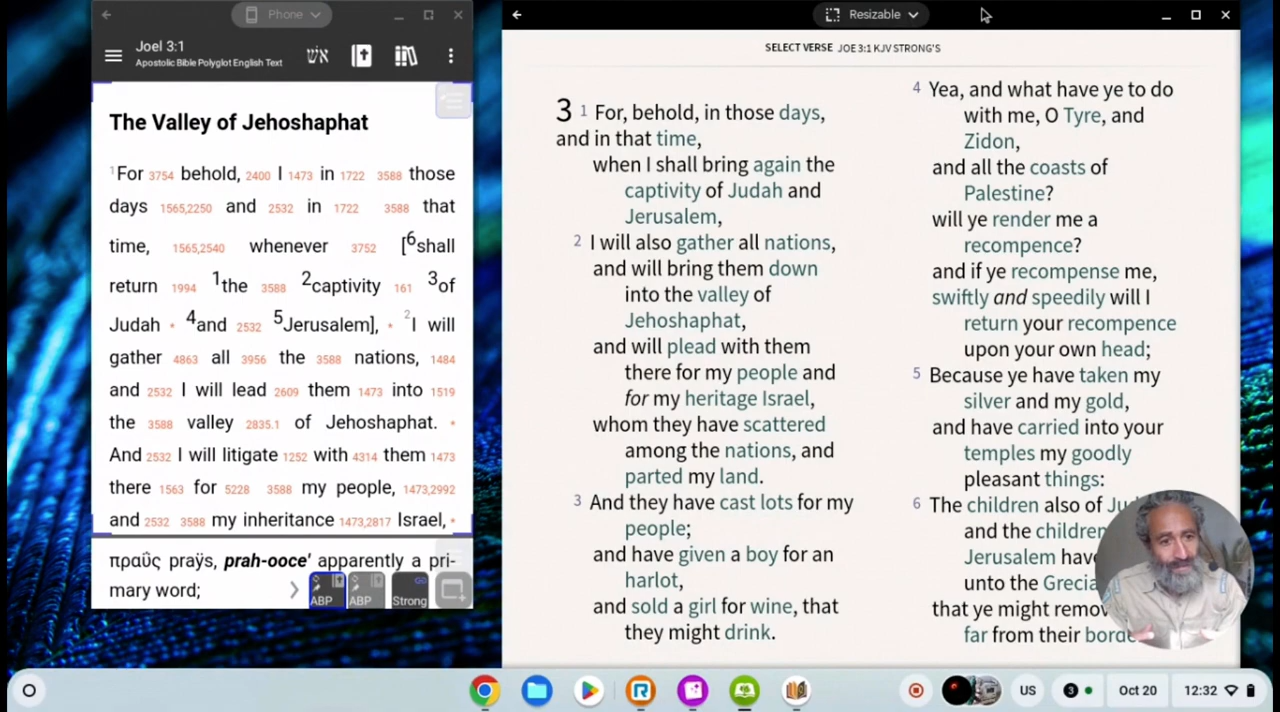 Phone
Joel 3:1
Apostolic Bible Polyglot English Text
אש
The Valley of Jehoshaphat
1For 3754 behold, 2400 I 1473 in 1722 3588 those
days 1565,2250 and 2532 in 1722 3588 that
time, 1565,2540 whenever 3752 [6shall
return 1994 1the 3588 2captivity 161 3of
Judah * 4and 2532 5Jerusalem], * 2I will
gather 4863 all 3956 the 3588 nations, 1484
and 2532 I will lead 2609 them 1473 into 1519
the 3588 valley 2835.1 of Jehoshaphat. *
And 2532 I will litigate 1252 with 4314 them 1473
there 1563 for 5228 3588 my people, 1473,2992
and 2532 3588 my inheritance 1473,2817 Israel, *
πραΰς praÿs, prah-ooce' apparently a pri-
mary word;
ABP ABP Strong
Resizable
SELECT VERSE JOE 3:1 KJV STRONG'S
3 1 For, behold, in those days,
and in that time,
when I shall bring again the
captivity of Judah and
Jerusalem,
2 I will also gather all nations,
and will bring them down
into the valley of
Jehoshaphat,
and will plead with them
there for my people and
for my heritage Israel,
whom they have scattered
among the nations, and
parted my land.
3 And they have cast lots for my
people;
and have given a boy for an
harlot,
and sold a girl for wine, that
they might drink.
4 Yea, and what have ye to do
with me, O Tyre, and
Zidon,
and all the coasts of
Palestine?
will ye render me a
recompence?
and if ye recompense me,
swiftly and speedily will I
return your recompence
upon your own head;
5 Because ye have taken my
silver and my gold,
and have carried into your
temples my goodly
pleasant things:
6 The children also of
and the children
Jerusalem have
unto the
that ye might
far from their
US
3
Oct 20
12:32